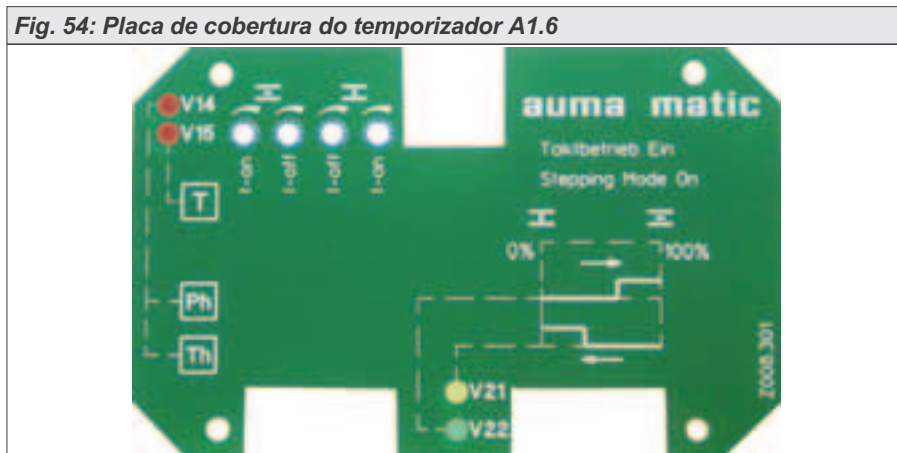 Fig. 54: Placa de cobertura do temporizador A1.6
V14
V15
t-on
t-off
t-off
t-on
T
Ph
Th
auma matic
Taktbetrieb Ein
Stepping Mode On
0%
100%
V21
V22
Z006.301